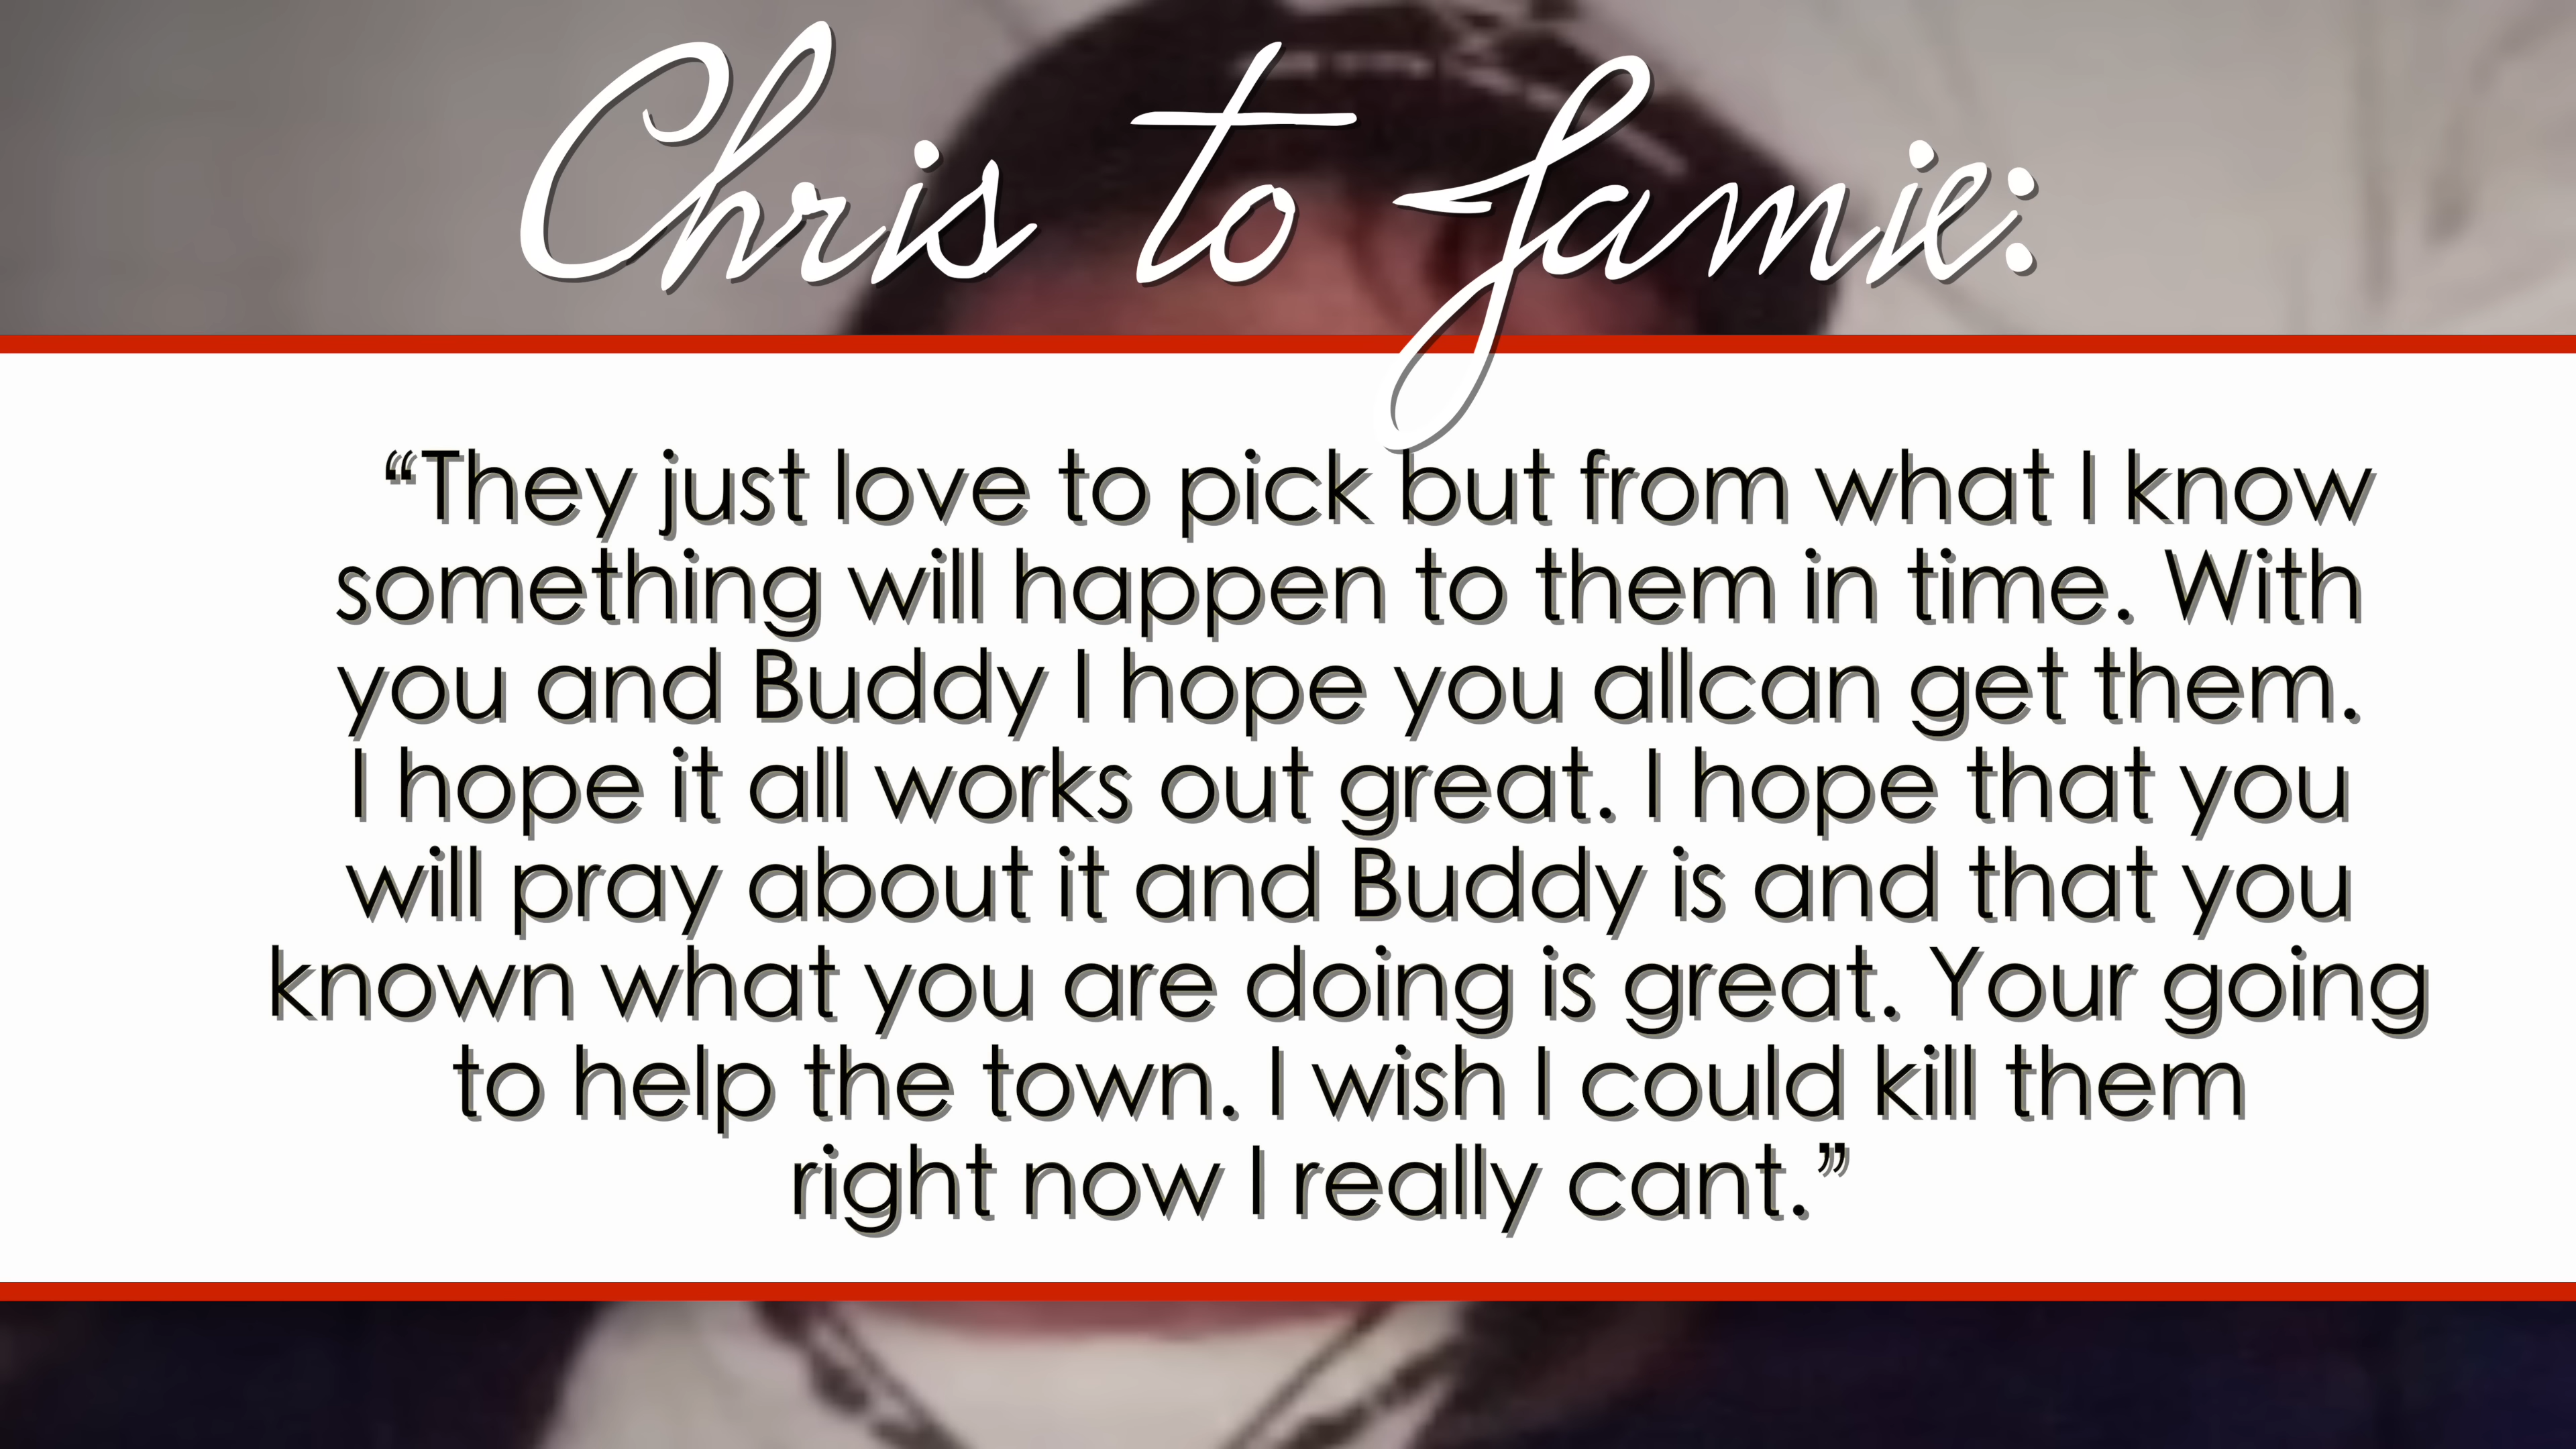 Chris to Jamie:
“They just love to pick but from what I know
something will happen to them in time. With
you and Buddy I hope you allcan get them.
I hope it all works out great. I hope that you
will pray about it and Buddy is and that you
known what you are doing is great. Your going
to help the town. I wish I could kill them
right now I really cant.”